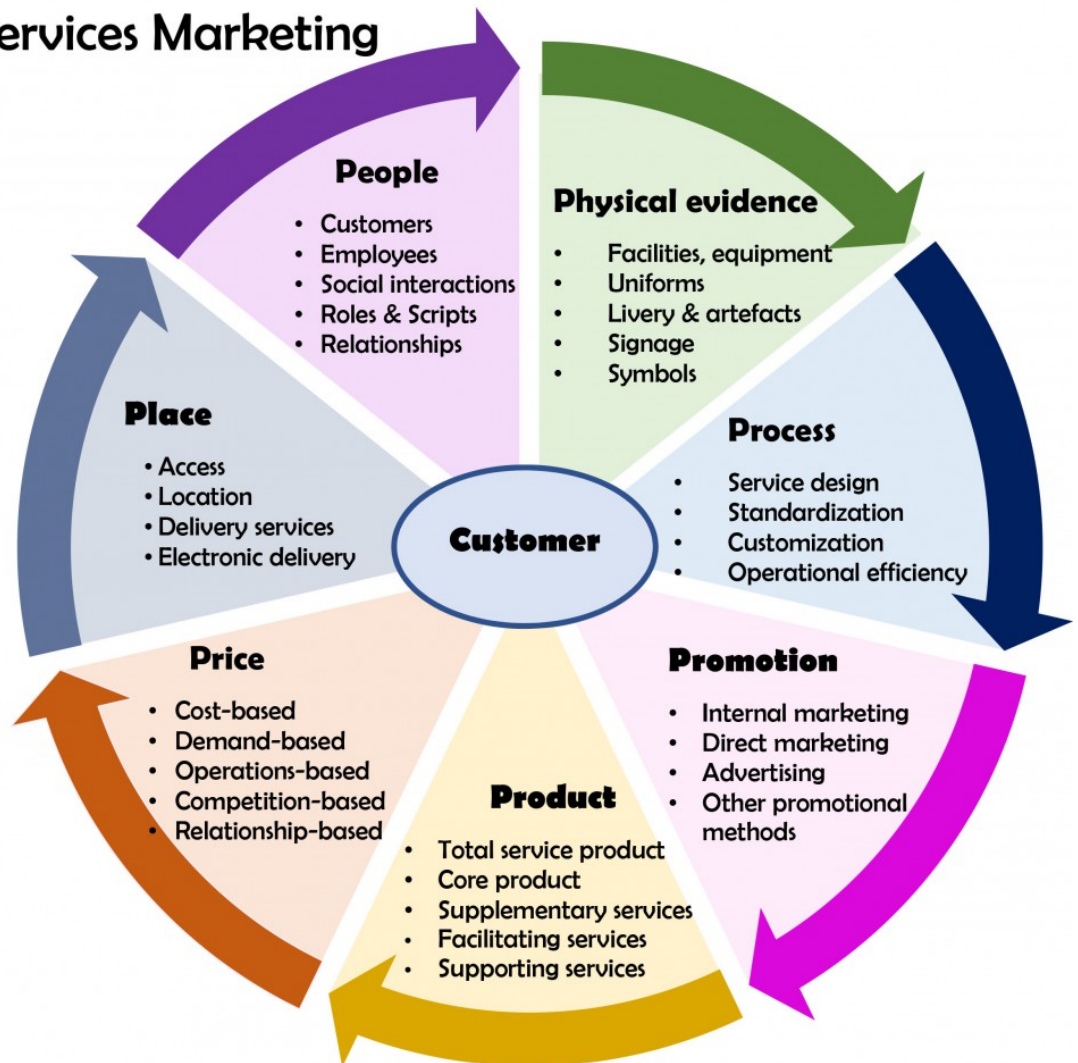 ervices Marketing
People
• Customers
• Employees
• Social interactions
• Roles & Scripts
• Relationships
Physical evidence
• Facilities, equipment
• Uniforms
• Livery & artefacts
• Signage
• Symbols
Process
• Service design
• Standardization
• Customization
• Operational efficiency
Promotion
• Internal marketing
• Direct marketing
• Advertising
• Other promotional
methods
Product
• Total service product
• Core product
• Supplementary services
• Facilitating services
• Supporting services
Price
• Cost-based
• Demand-based
• Operations-based
• Competition-based
• Relationship-based
Place
• Access
• Location
• Delivery services
• Electronic delivery
Customer